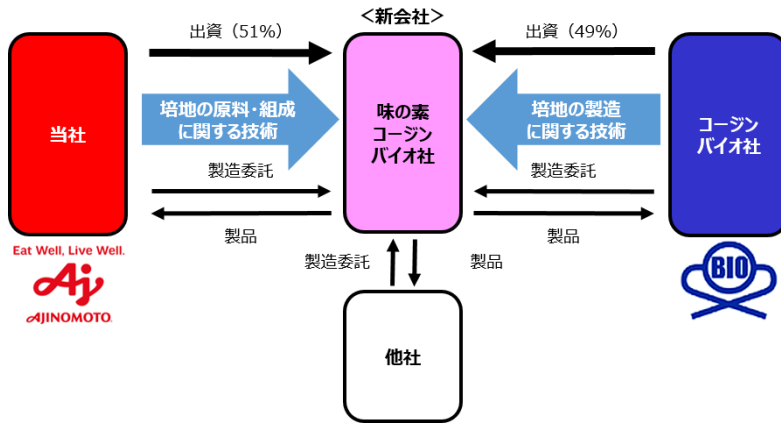 <新会社>
出資（51%）
出資（49%）
当社
培地の原料・組成
に関する技術
味の素
コージン
バイオ社
培地の製造
に関する技術
コージン
バイオ社
製造委託
製造委託
製品
製品
Eat Well, Live Well.
Aj
AJINOMOTO.
製造委託
製品
BIO
他社